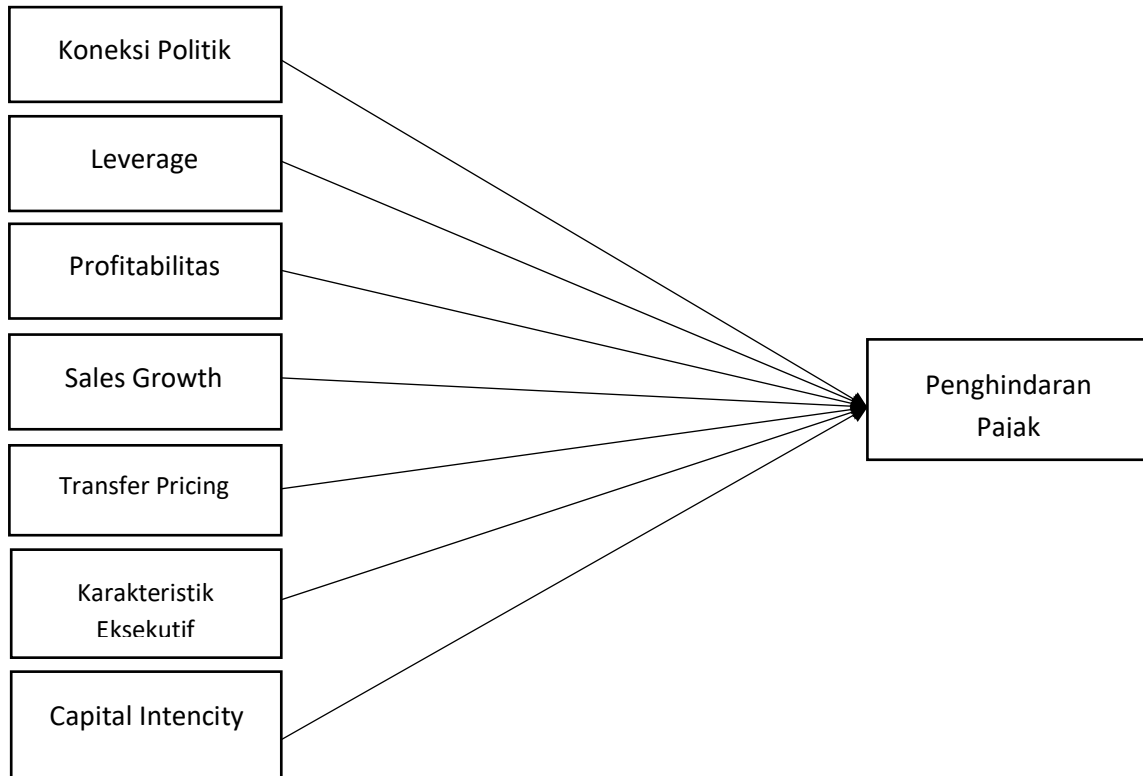 Koneksi Politik
Leverage
Profitabilitas
Sales Growth
Transfer Pricing
Karakteristik
Eksekutif
Capital Intencity
Penghindaran
Pajak